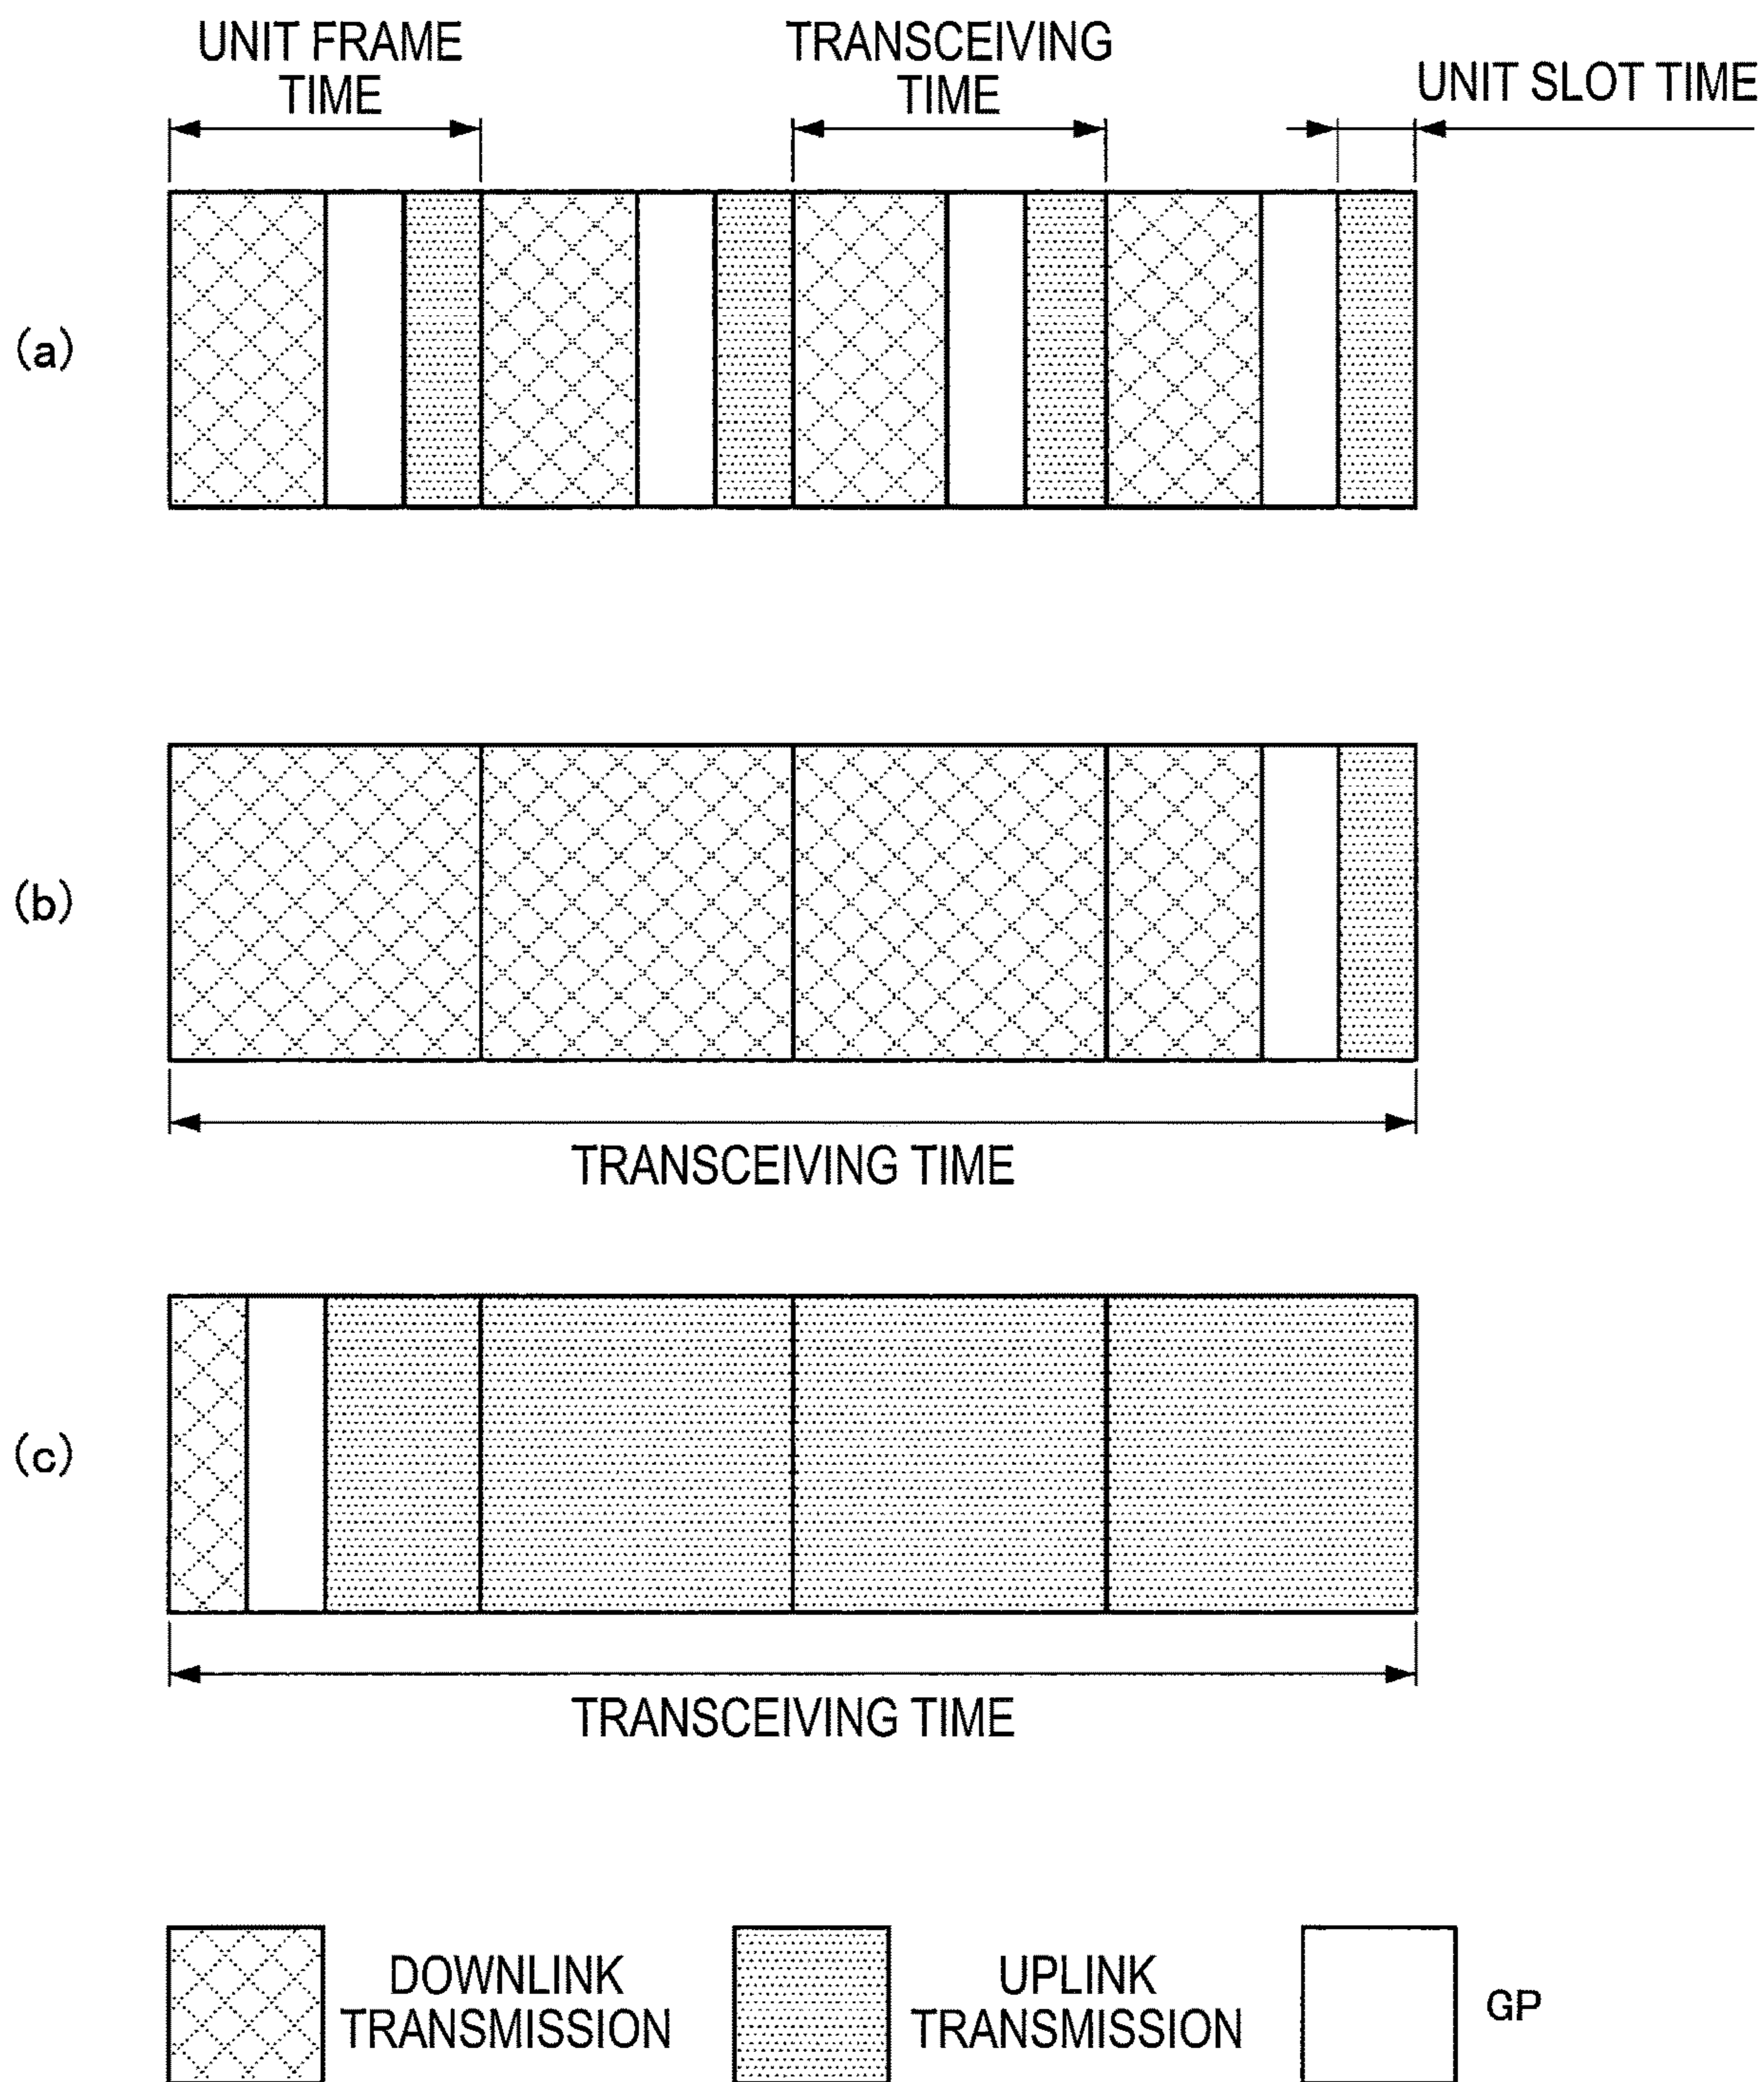 UNIT FRAME
TIME
TRANSCEIVING
TIME
UNIT SLOT TIME
(a)
(b)
TRANSCEIVING TIME
(c)
TRANSCEIVING TIME
DOWNLINK
TRANSMISSION
UPLINK
TRANSMISSION
GP